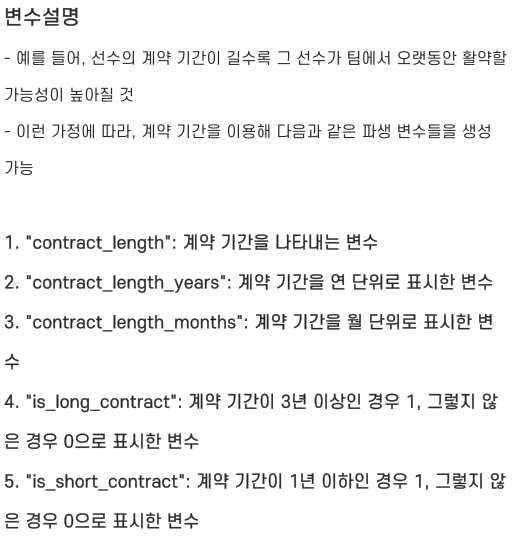 변수설명
- 예를 들어, 선수의 계약 기간이 길수록 그 선수가 팀에서 오랫동안 활약할
가능성이 높아질 것
- 이런 가정에 따라, 계약 기간을 이용해 다음과 같은 파생 변수들을 생성
가능
1. "contract_length": 계약 기간을 나타내는 변수
2. "contract_length_years": 계약 기간을 연 단위로 표시한 변수
3. "contract_length_months": 계약 기간을 월 단위로 표시한 변
수
4. "is_long_contract": 계약 기간이 3년 이상인 경우 1, 그렇지 않
은 경우 0으로 표시한 변수
5. "is_short_contract": 계약 기간이 1년 이하인 경우 1, 그렇지 않
은 경우 0으로 표시한 변수